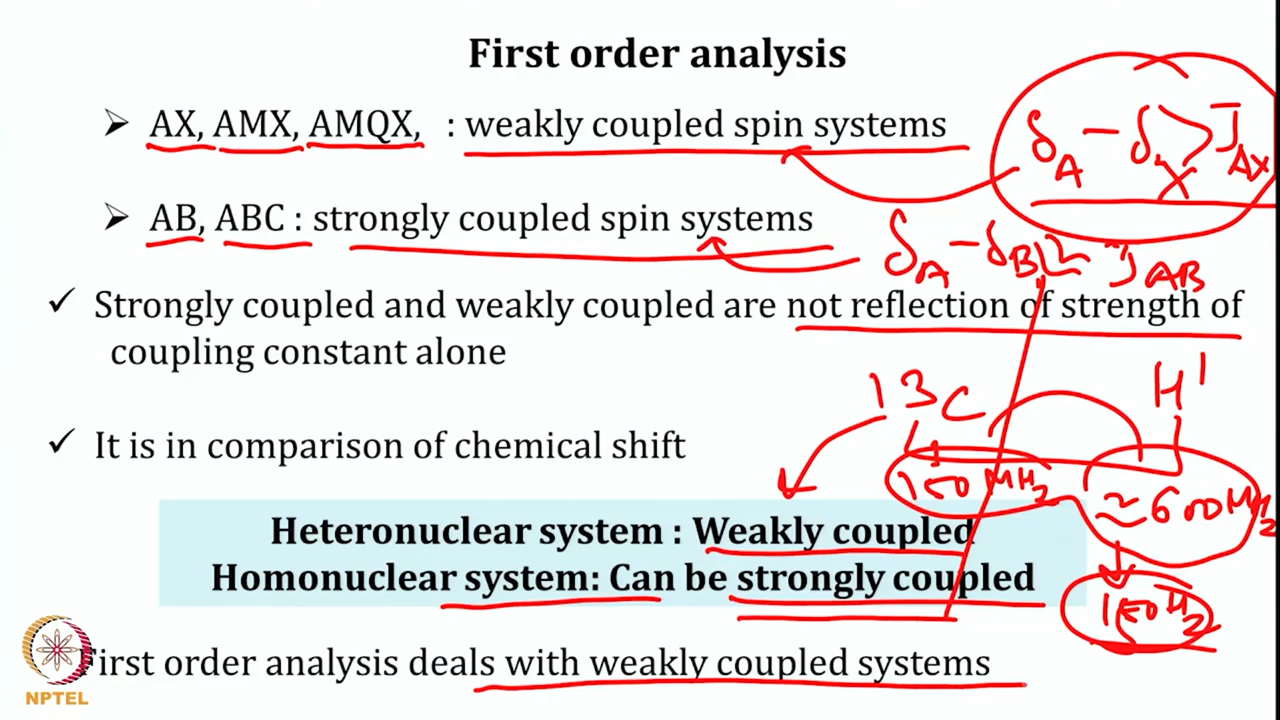 First order analysis
➢ AX, AMX, AMQX, : weakly coupled spin systems
δA − δX > JAX
➢ AB, ABC : strongly coupled spin systems
δA − δB ≃ JAB
✓ Strongly coupled and weakly coupled are not reflection of strength of
coupling constant alone
13C H1
✓ It is in comparison of chemical shift
150 MHz ≈ 600 MHz
Heteronuclear system : Weakly coupled
Homonuclear system: Can be strongly coupled
150 Hz
First order analysis deals with weakly coupled systems
NPTEL